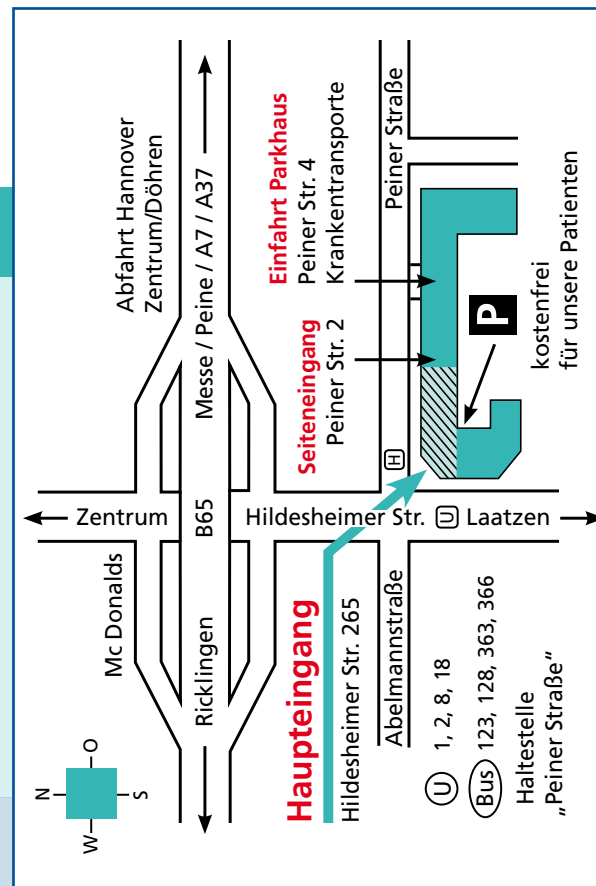 N
W
O
S
Mc Donalds
Abfahrt Hannover
Zentrum/Döhren
Zentrum
Ricklingen
B65
Messe / Peine / A7 / A37
Haupteingang
Hildesheimer Str. 265
Hildesheimer Str.
U
Laatzen
Seiteneingang
Peiner Str. 2
Einfahrt Parkhaus
Peiner Str. 4
Krankentransporte
Abelmannstraße
H
Peiner Straße
U 1, 2, 8, 18
Bus 123, 128, 363, 366
Haltestelle
„Peiner Straße“
P
kostenfrei
für unsere Patienten